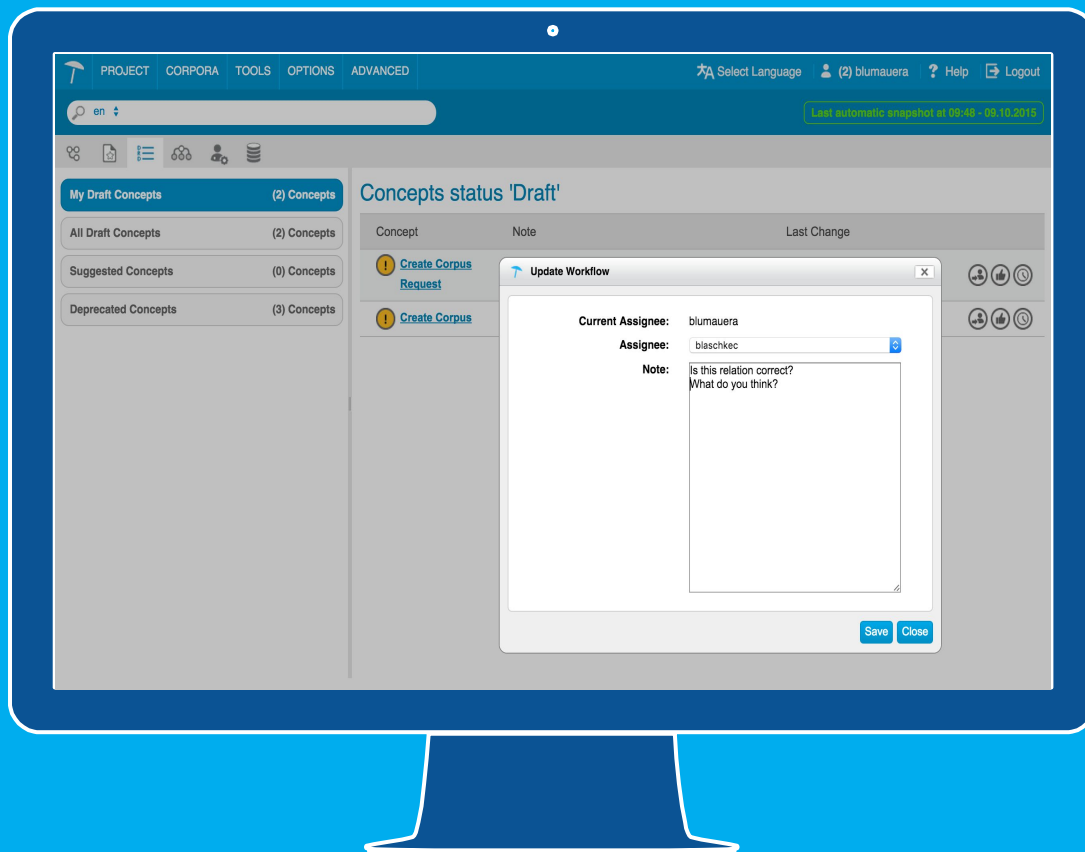 PROJECT CORPORA TOOLS OPTIONS ADVANCED Select Language (2) blumauera ? Help Logout
en Last automatic snapshot at 09:48 - 09.10.2015
My Draft Concepts (2) Concepts
All Draft Concepts (2) Concepts
Suggested Concepts (0) Concepts
Deprecated Concepts (3) Concepts
Concepts status 'Draft'
Concept Note Last Change
Create Corpus
Request
Create Corpus
Update Workflow X
Current Assignee: blumauera
Assignee: blaschkec
Note: Is this relation correct?
What do you think?
Save Close